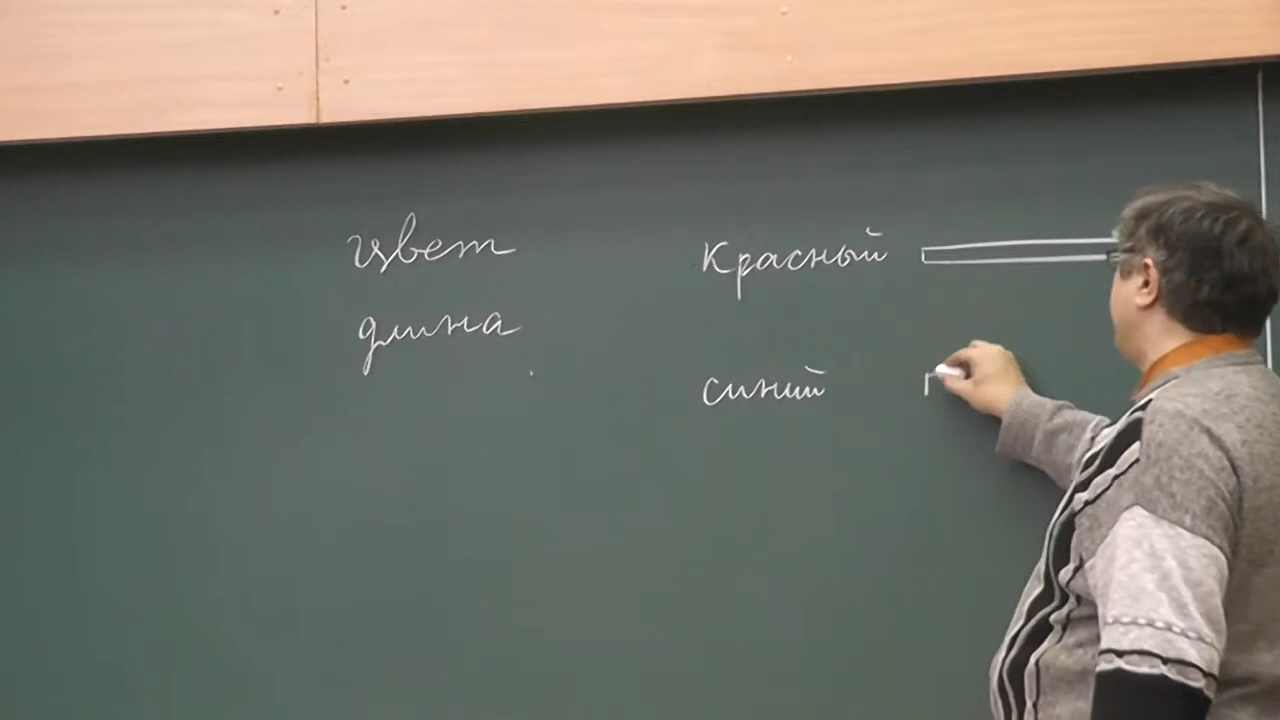 цвет
длина
красный
синий